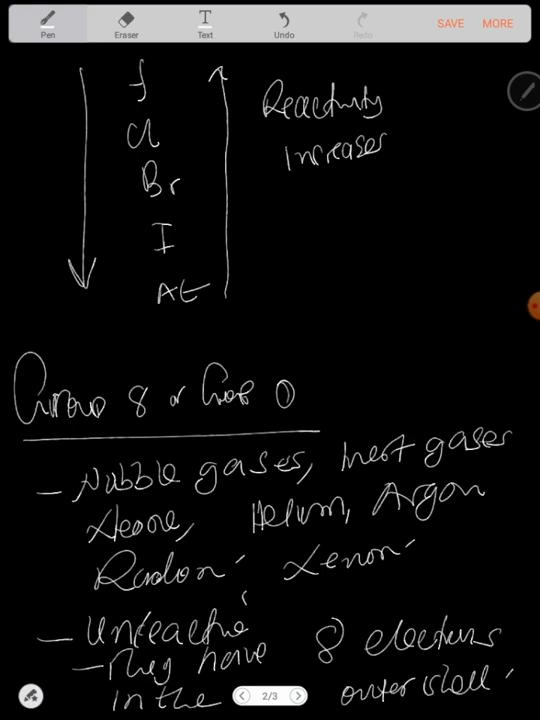 Pen Eraser Text Undo Redo SAVE MORE
f
Cl Reactivity
Br Increases
I
At
Group 8 or Group 0
- Nobble gases, Inert gases
Helium, Argon
Radon, Xenon.
- Unreactive
- They have 8 electrons
in the outer shell.
2/3